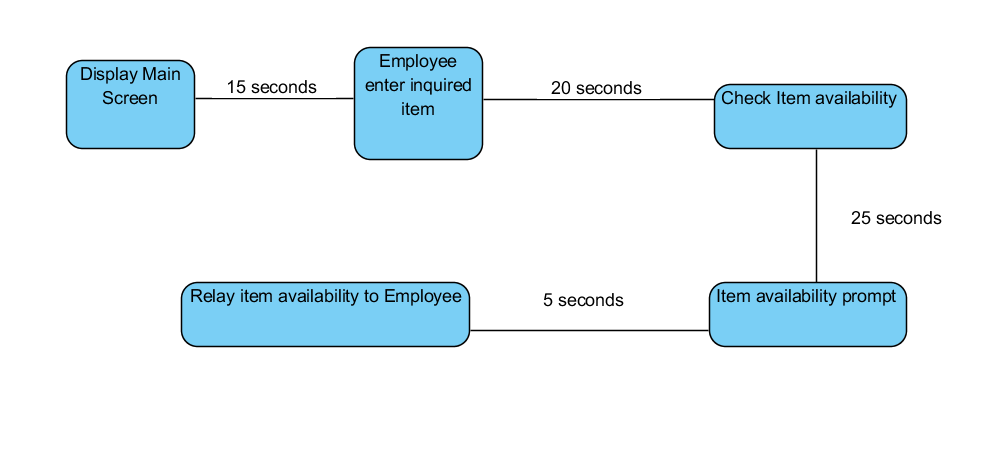 Display Main
Screen
15 seconds
Employee
enter inquired
item
20 seconds
Check Item availability
25 seconds
Item availability prompt
5 seconds
Relay item availability to Employee